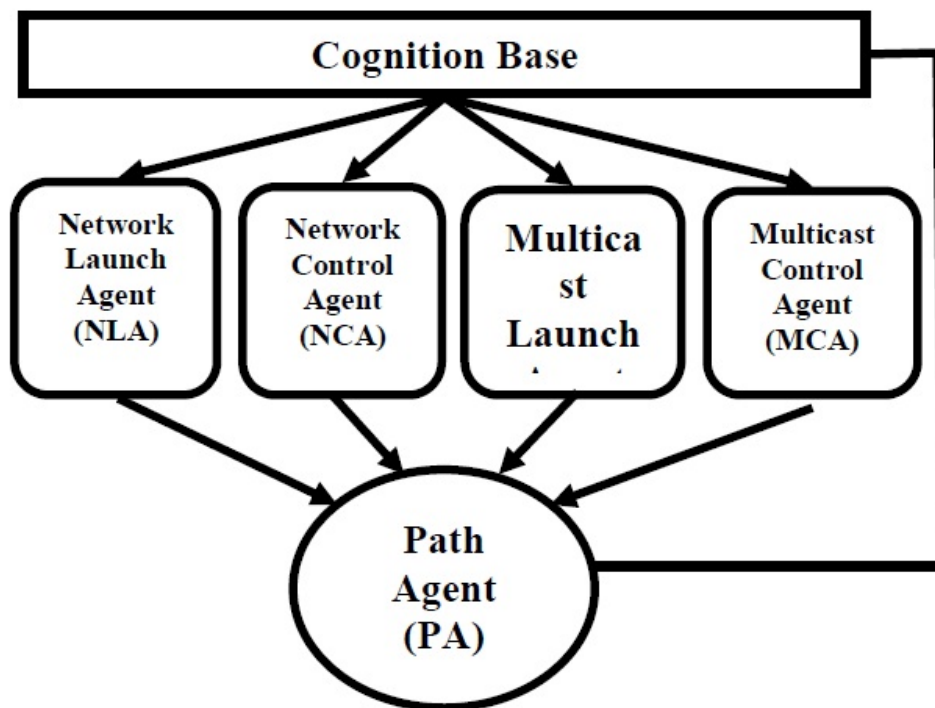 Cognition Base
Network
Launch
Agent
(NLA)
Network
Control
Agent
(NCA)
Multica
st
Launch
Multicast
Control
Agent
(MCA)
Path
Agent
(PA)